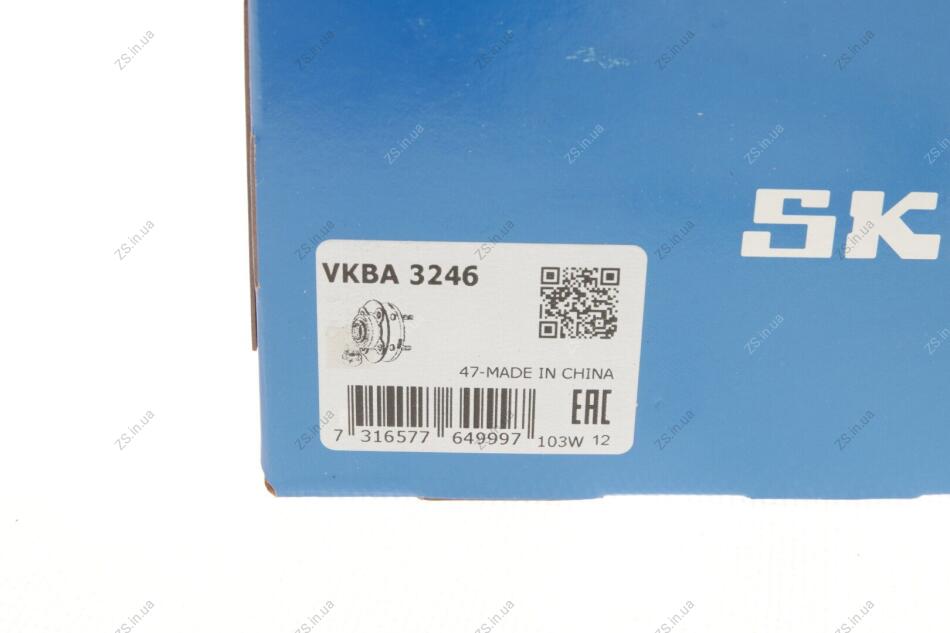 SK
VKBA 3246
47-MADE IN CHINA
EAC
7 316577 649997 103W 12
ZS.in.ua